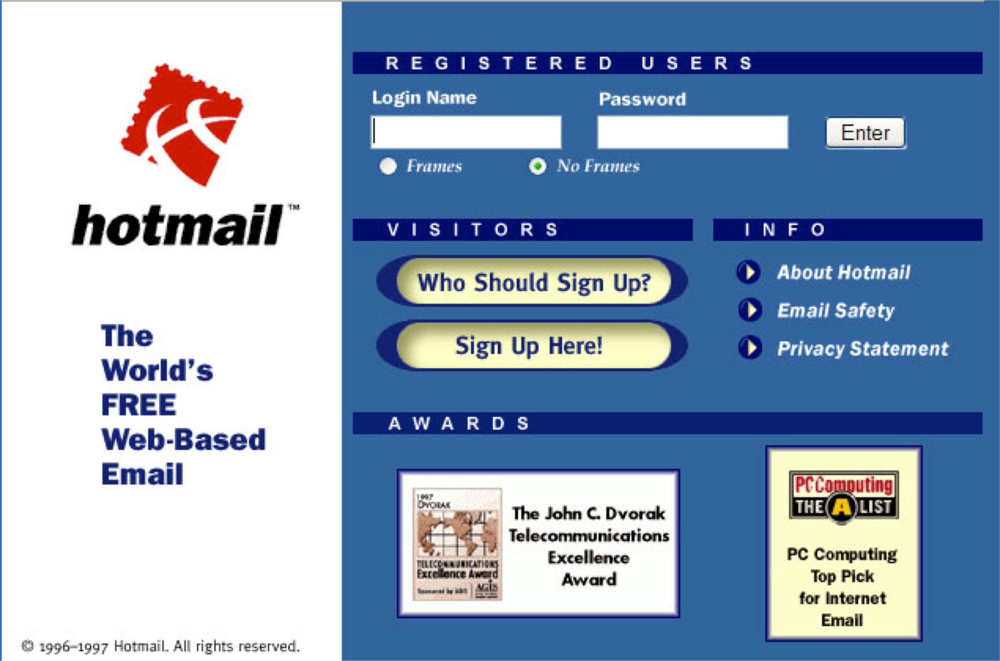 hotmail™
The
World's
FREE
Web-Based
Email
© 1996–1997 Hotmail. All rights reserved.
REGISTERED USERS
Login Name
Password
Enter
Frames
No Frames
VISITORS
Who Should Sign Up?
Sign Up Here!
INFO
About Hotmail
Email Safety
Privacy Statement
AWARDS
1997
DVORAK
TELECOMMUNICATIONS
Excellence Award
Sponsored by AGIS
AGIS
The John C. Dvorak
Telecommunications
Excellence
Award
PC Computing
THE A LIST
PC Computing
Top Pick
for Internet
Email